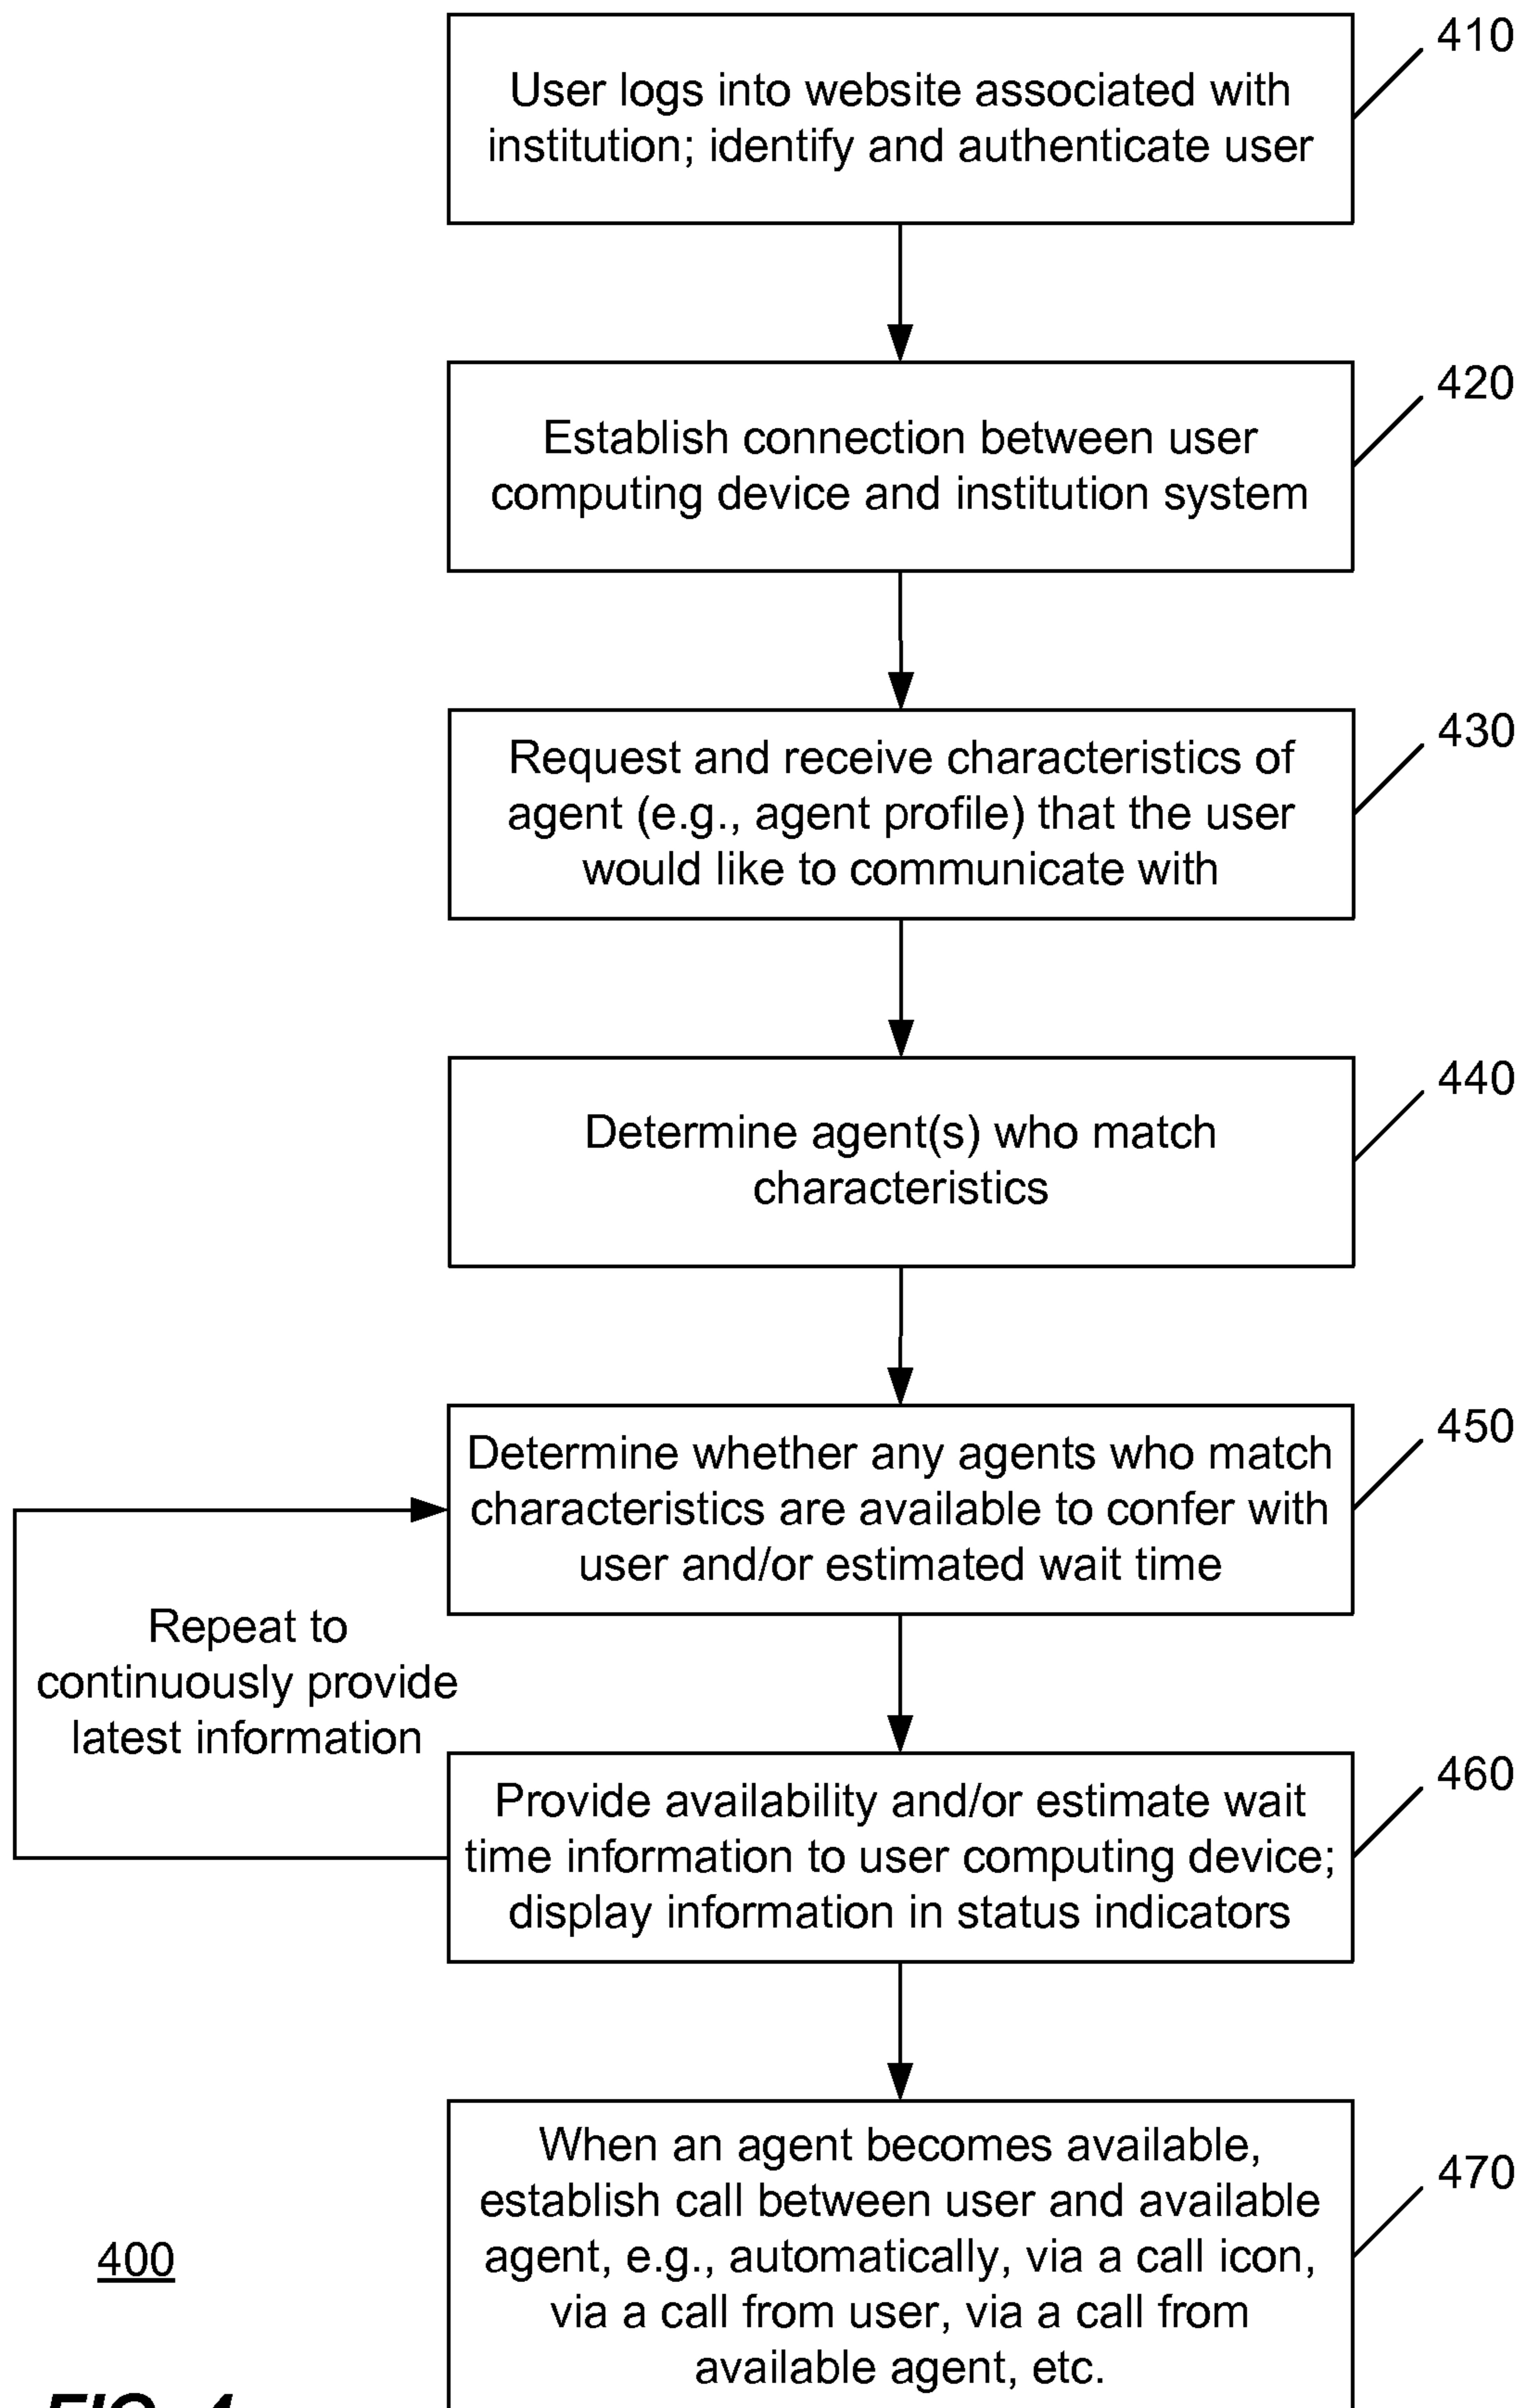 410
User logs into website associated with
institution; identify and authenticate user
420
Establish connection between user
computing device and institution system
430
Request and receive characteristics of
agent (e.g., agent profile) that the user
would like to communicate with
440
Determine agent(s) who match
characteristics
450
Determine whether any agents who match
characteristics are available to confer with
user and/or estimated wait time
Repeat to
continuously provide
latest information
460
Provide availability and/or estimate wait
time information to user computing device;
display information in status indicators
470
When an agent becomes available,
establish call between user and available
agent, e.g., automatically, via a call icon,
via a call from user, via a call from
available agent, etc.
400
FIG. 4